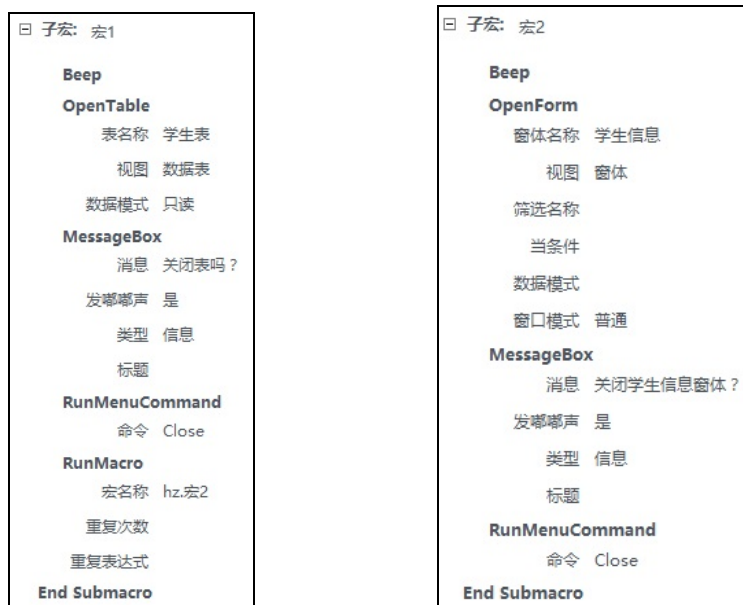 子宏: 宏1
Beep
OpenTable
表名称 学生表
视图 数据表
数据模式 只读
MessageBox
消息 关闭表吗？
发嘟嘟声 是
类型 信息
标题
RunMenuCommand
命令 Close
RunMacro
宏名称 hz.宏2
重复次数
重复表达式
End Submacro
子宏: 宏2
Beep
OpenForm
窗体名称 学生信息
视图 窗体
筛选名称
当条件
数据模式
窗口模式 普通
MessageBox
消息 关闭学生信息窗体？
发嘟嘟声 是
类型 信息
标题
RunMenuCommand
命令 Close
End Submacro